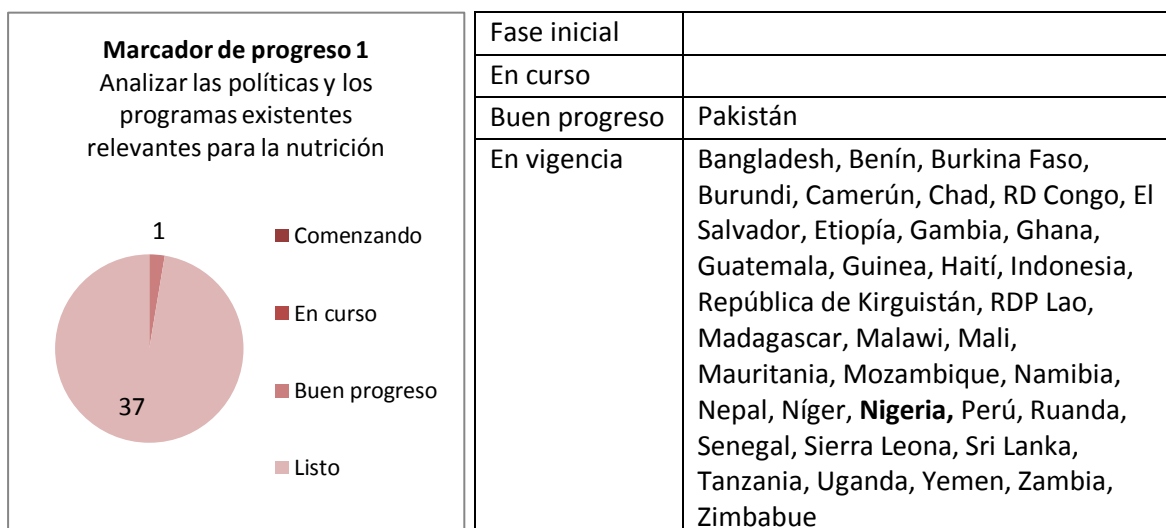 Marcador de progreso 1
Analizar las políticas y los
programas existentes
relevantes para la nutrición
1
37
Comenzando
En curso
Buen progreso
Listo
Fase inicial
En curso
Buen progreso
Pakistán
En vigencia
Bangladesh, Benín, Burkina Faso,
Burundi, Camerún, Chad, RD Congo, El
Salvador, Etiopía, Gambia, Ghana,
Guatemala, Guinea, Haití, Indonesia,
República de Kirguistán, RDP Lao,
Madagascar, Malawi, Mali,
Mauritania, Mozambique, Namibia,
Nepal, Níger, Nigeria, Perú, Ruanda,
Senegal, Sierra Leona, Sri Lanka,
Tanzania, Uganda, Yemen, Zambia,
Zimbabue